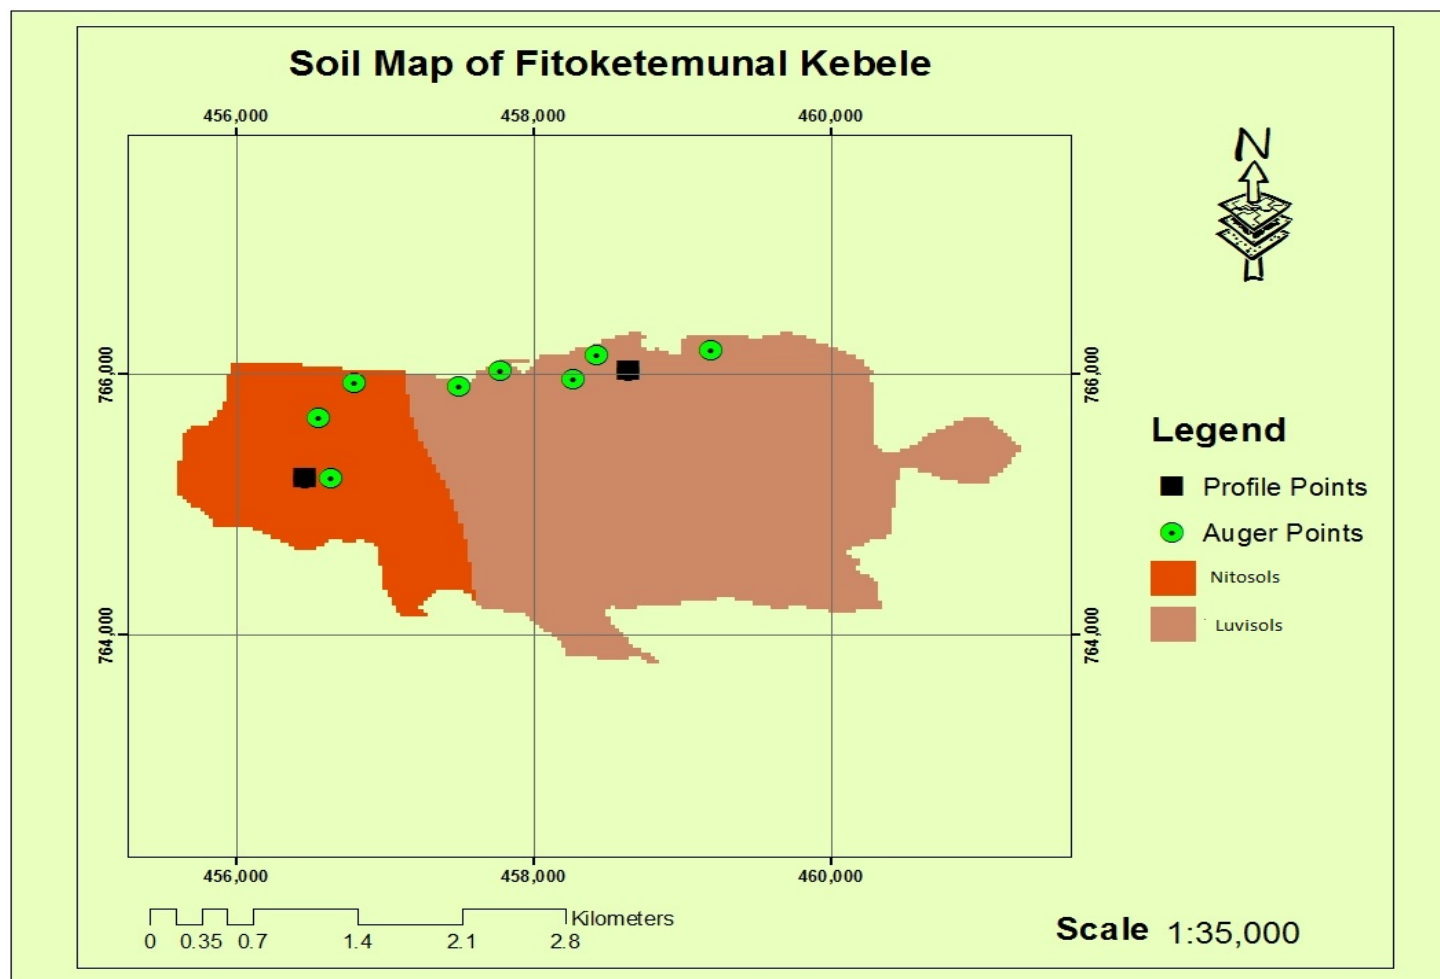 Soil Map of Fitoketemunal Kebele
456,000 458,000 460,000
N
766,000 766,000
Legend
Profile Points
Auger Points
Nitosols
Luvisols
764,000 764,000
456,000 458,000 460,000
Kilometers
0 0.35 0.7 1.4 2.1 2.8
Scale 1:35,000